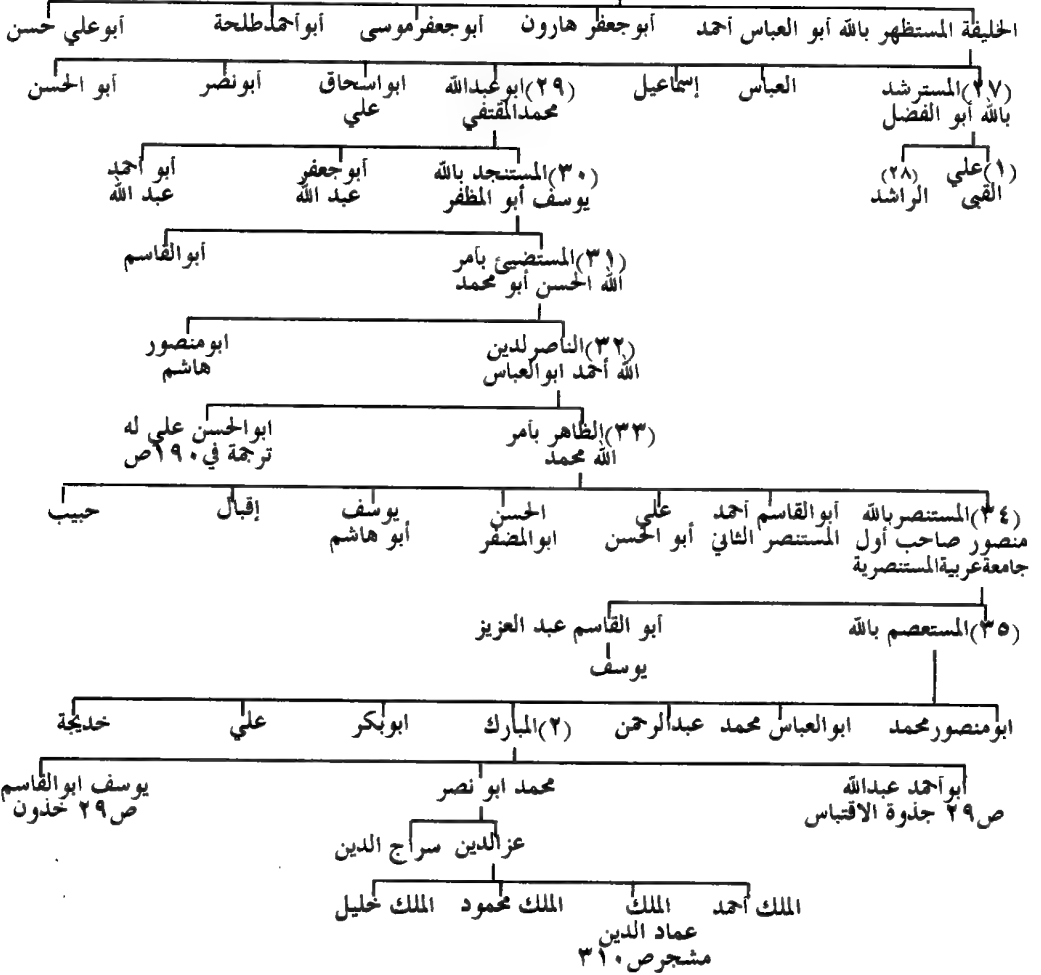 الخليفة المستظهر بالله أبو العباس أحمد أبوجعفر هارون أبوجعفرموسى أبوأحمدطلحة أبوعلي حسن
(٢٧)المسترشد العباس إسماعيل (٢٩)ابوعبدالله ابواسحاق أبونصر أبو الحسن
بالله أبو الفضل محمدالمقتفي علي
(١)علي (٢٨) (٣٠)المستنجد بالله أبوجعفر أبو أحمد
القبى الراشد يوسف أبو المظفر عبد الله عبد الله
(٣١)المستضيئ بأمر أبوالقاسم
الله الحسن أبو محمد
(٣٢)الناصرلدين ابومنصور
الله أحمد ابوالعباس هاشم
(٣٣)الظاهر بأمر ابوالحسن علي له
الله محمد ترجمة في١٩٠ص
(٣٤)المستنصربالله أبوالقاسم أحمد علي الحسن يوسف إقبال حبيب
منصور صاحب أول المستنصر الثاني أبو الحسن ابوالمضفر أبو هاشم
جامعةعربيةالمستنصرية
(٣٥)المستعصم بالله أبو القاسم عبد العزيز
يوسف
ابومنصورمحمد ابوالعباس محمد عبدالرحمن (٢)المبارك ابوبكر علي خديجة
أبوأحمد عبدالله محمد ابو نصر يوسف ابوالقاسم
ص٢٩ جذوة الاقتباس ص٢٩ خذون
عزالدين سراج الدين
الملك أحمد الملك الملك محمود الملك خليل
عماد الدين
مشجرص٣١٠